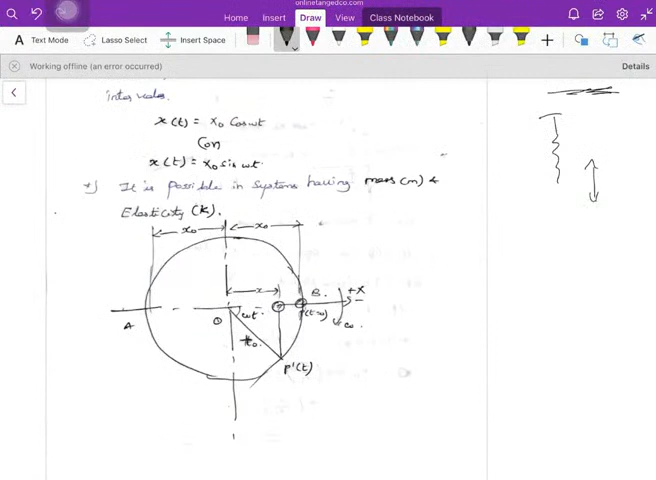 onlinetangedco.com
Home Insert Draw View Class Notebook
A Text Mode Lasso Select Insert Space
Working offline (an error occurred) Details
intervals.
x(t) = x₀ Cos ωt
(or)
x(t) = x₀ sin ωt.
*) It is possible in Systems having mass (m) &
Elasticity (K).
x₀ x₀
x
B. +X
A O ωt P(t=0) ω.
x₀.
P'(t)